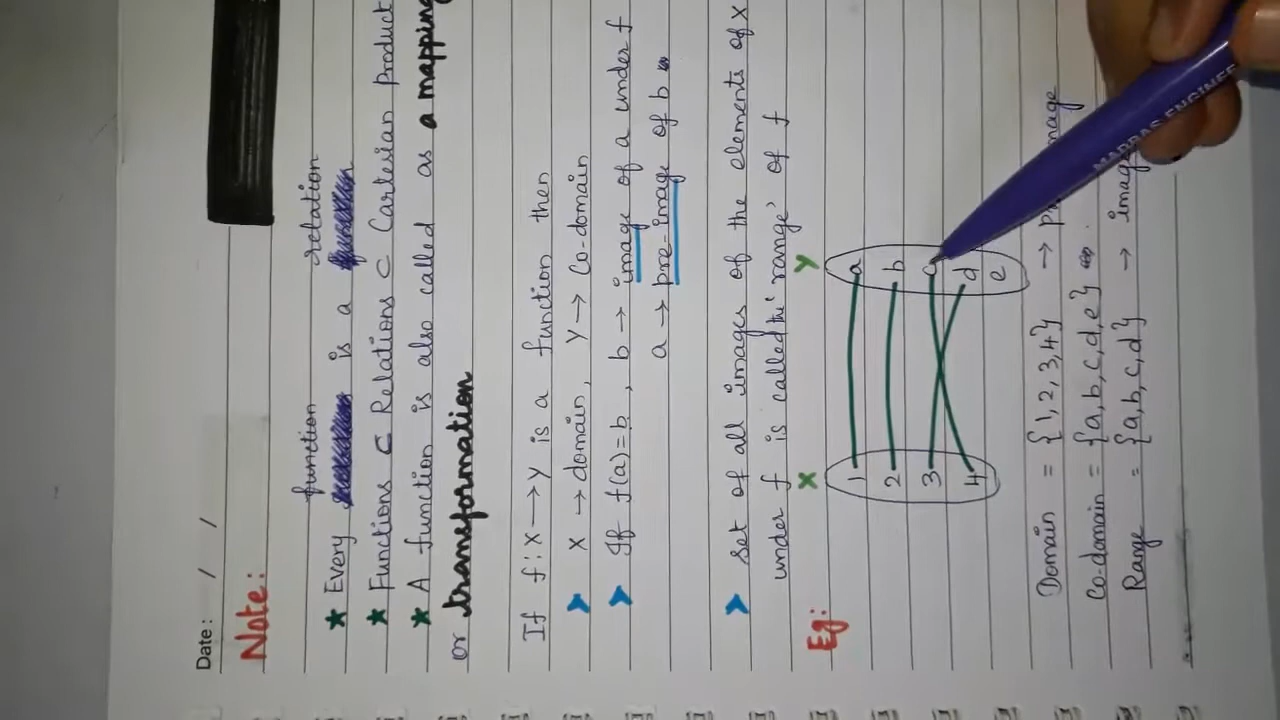 Date: / /
Note:
function relation
★ Every is a
★ Functions ⊂ Relations ⊂ Cartesian product
★ A function is also called as a mapping
or transformation
If f: X → Y is a function then
➤ X → domain, Y → Co-domain
➤ If f(a) = b, b → image of a under f
a → pre-image of b
➤ Set of all images of the elements of X
under f is called the 'range' of f
Eg:
X Y
1 a
2 b
3 c
4 d
e
Domain = {1, 2, 3, 4} →
Co-domain = {a, b, c, d, e}
Range = {a, b, c, d} →
MADRAS ENGINEE